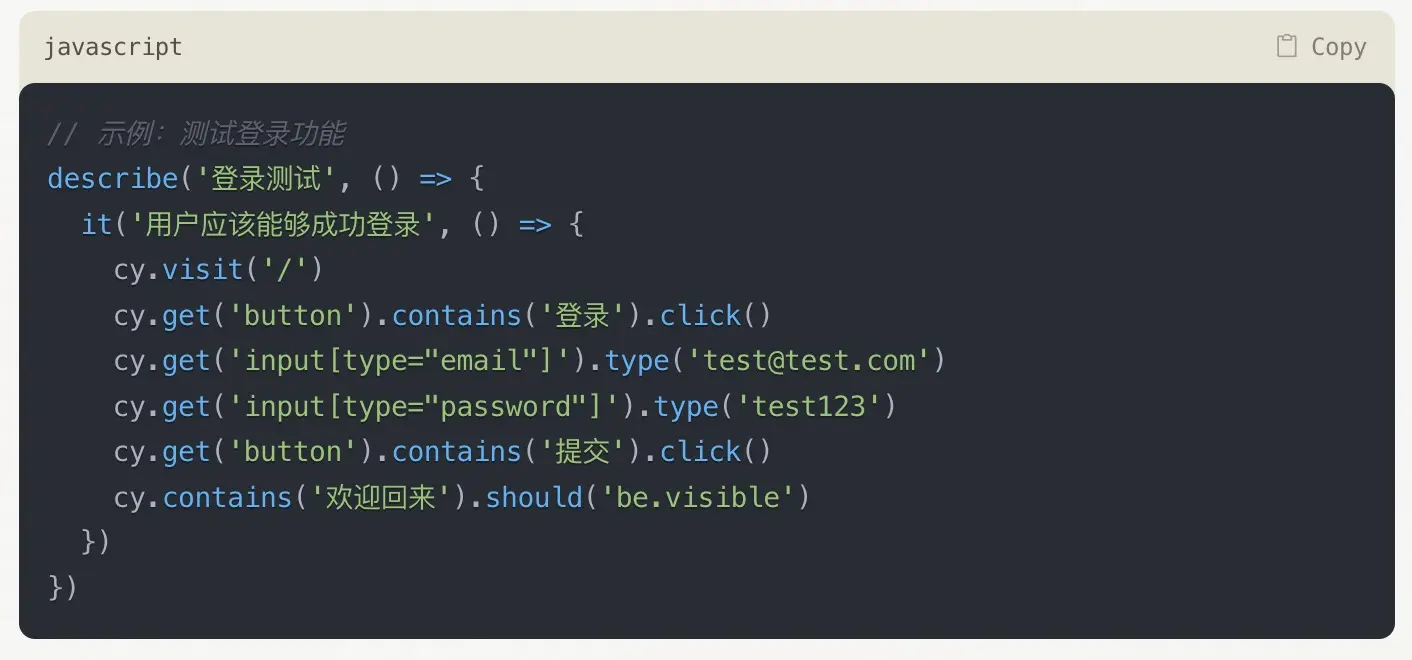 javascript
Copy
// 示例：测试登录功能
describe('登录测试', () => {
  it('用户应该能够成功登录', () => {
    cy.visit('/')
    cy.get('button').contains('登录').click()
    cy.get('input[type="email"]').type('test@test.com')
    cy.get('input[type="password"]').type('test123')
    cy.get('button').contains('提交').click()
    cy.contains('欢迎回来').should('be.visible')
  })
})